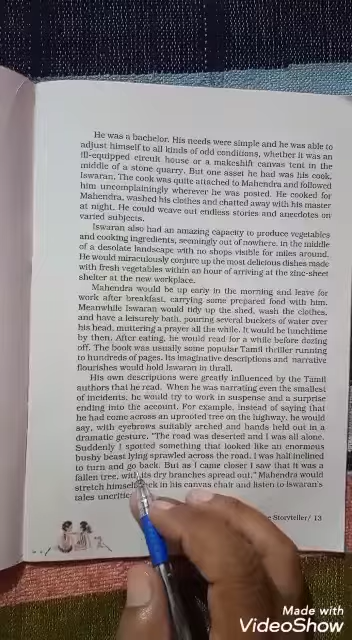 He was a bachelor. His needs were simple and he was able to
adjust himself to all kinds of odd conditions, whether it was an
ill-equipped circuit house or a makeshift canvas tent in the
middle of a stone quarry. But one asset he had was his cook,
Iswaran. The cook was quite attached to Mahendra and followed
him uncomplainingly wherever he was posted. He cooked for
Mahendra, washed his clothes and chatted away with his master
at night. He could weave out endless stories and anecdotes on
varied subjects.
Iswaran also had an amazing capacity to produce vegetables
and cooking ingredients, seemingly out of nowhere, in the middle
of a desolate landscape with no shops visible for miles around.
He would miraculously conjure up the most delicious dishes made
with fresh vegetables within an hour of arriving at the zinc-sheet
shelter at the new workplace.
Mahendra would be up early in the morning and leave for
work after breakfast, carrying some prepared food with him.
Meanwhile Iswaran would tidy up the shed, wash the clothes,
and have a leisurely bath, pouring several buckets of water over
his head, muttering a prayer all the while. It would be lunchtime
by then. After eating, he would read for a while before dozing
off. The book was usually some popular Tamil thriller running
to hundreds of pages. Its imaginative descriptions and narrative
flourishes would hold Iswaran in thrall.
His own descriptions were greatly influenced by the Tamil
authors that he read. When he was narrating even the smallest
of incidents, he would try to work in suspense and a surprise
ending into the account. For example, instead of saying that
he had come across an uprooted tree on the highway, he would
say, with eyebrows suitably arched and hands held out in a
dramatic gesture, "The road was deserted and I was all alone.
Suddenly I spotted something that looked like an enormous
bushy beast lying sprawled across the road. I was half inclined
to turn and go back. But as I came closer I saw that it was a
fallen tree, with its dry branches spread out." Mahendra would
stretch himself back in his canvas chair and listen to Iswaran's
tales
Storyteller/ 13
Made with
VideoShow